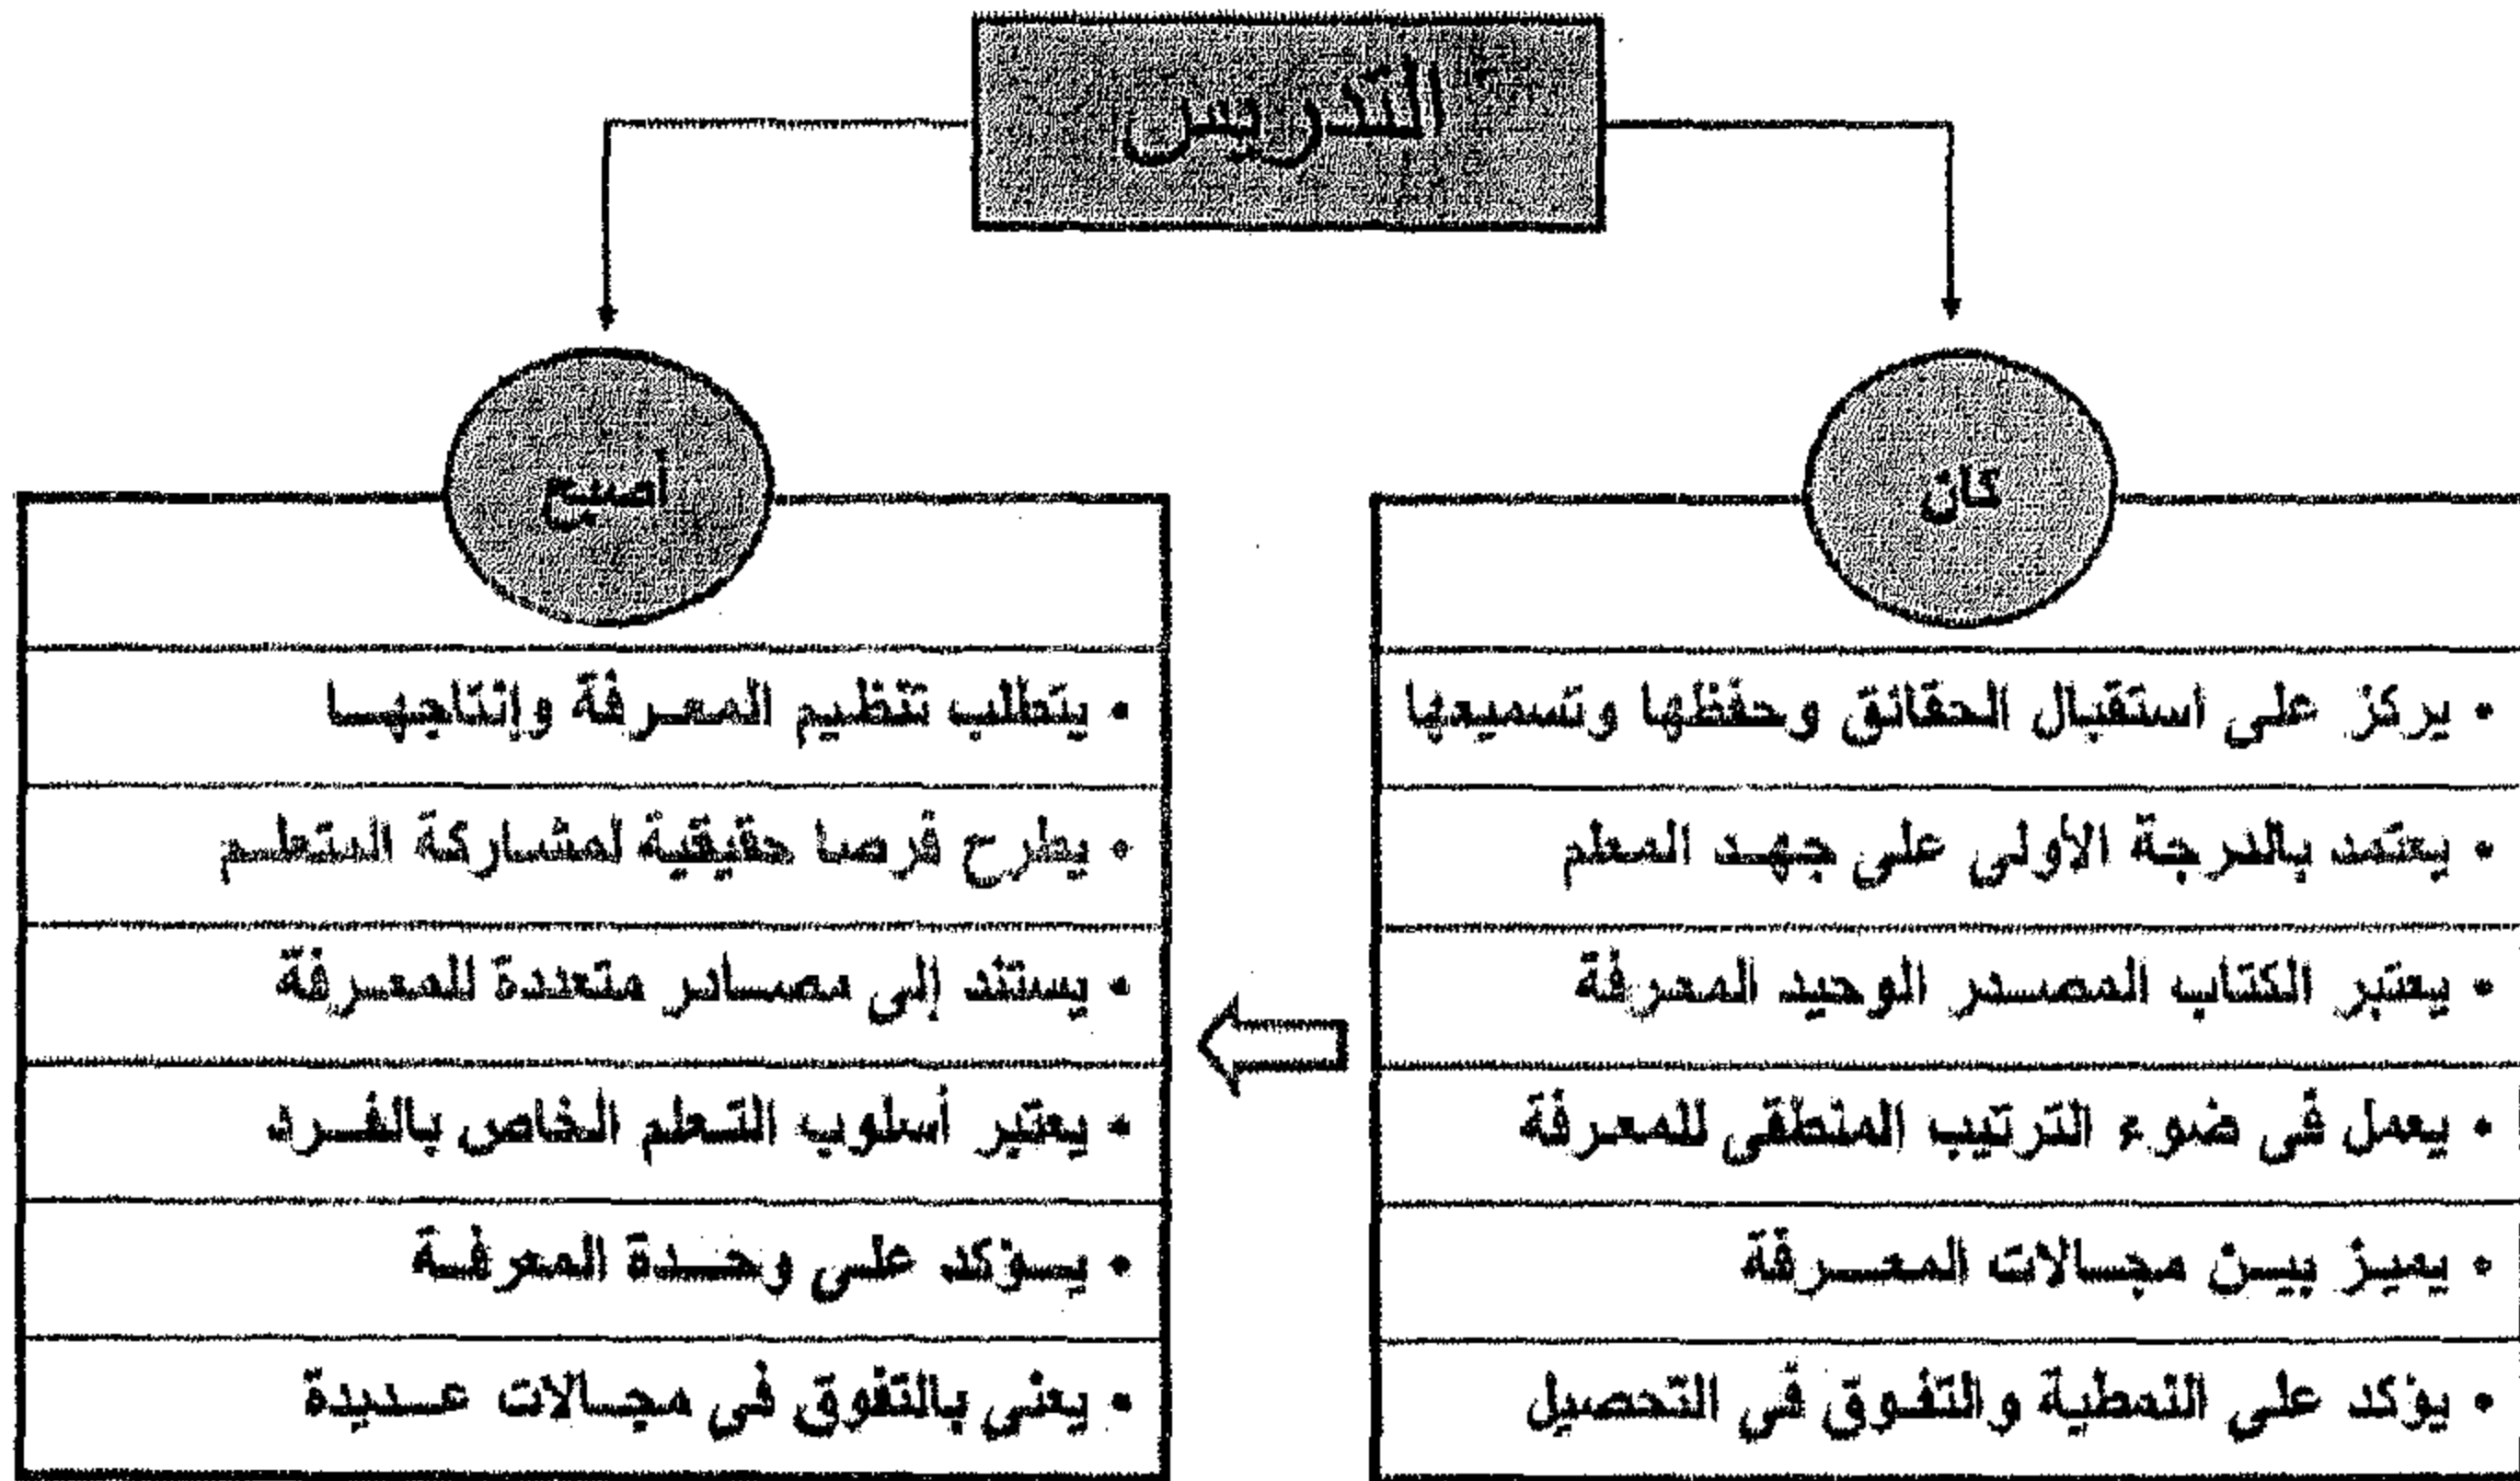 التدريس
كان
• يركز على استقبال الحقائق وحفظها وتسميعها
• يعتمد بالدرجة الأولى على جهد المعلم
• يعتبر الكتاب المصدر الوحيد المعرفة
• يعمل فى ضوء الترتيب المنطقى للمعرفة
• يميز بين مجالات المعرفة
• يؤكد على النمطية والتفوق في التحصيل
أصبح
• يتطلب تنظيم المعرفة وإنتاجها
• يطرح فرصا حقيقية لمشاركة المتعلم
• يستند إلى مصادر متعددة للمعرفة
• يعتبر أسلوب التعلم الخاص بالفرد
• يؤكد على وحدة المعرفة
• يعنى بالتفوق فى مجالات عديدة